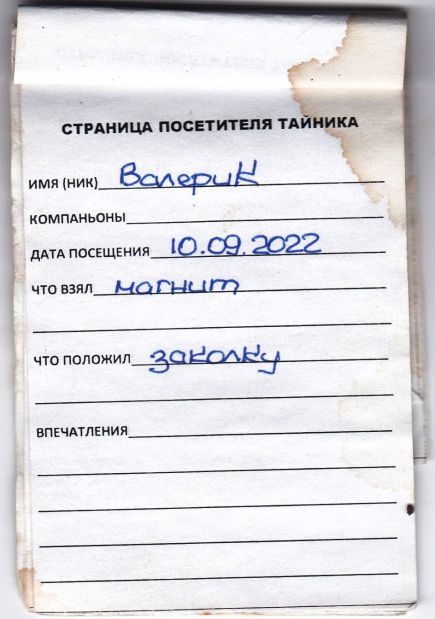 СТРАНИЦА ПОСЕТИТЕЛЯ ТАЙНИКА
ИМЯ (НИК) Валерик
КОМПАНЬОНЫ
ДАТА ПОСЕЩЕНИЯ 10.09.2022
ЧТО ВЗЯЛ магнит
ЧТО ПОЛОЖИЛ заколку
ВПЕЧАТЛЕНИЯ